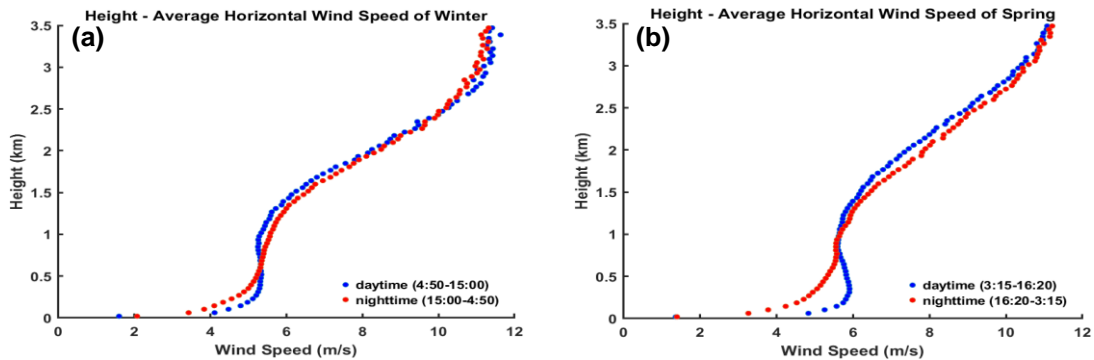 Height - Average Horizontal Wind Speed of Winter
(a)
3.5
3
2.5
2
1.5
1
0.5
0
Height (km)
daytime (4:50-15:00)
nighttime (15:00-4:50)
0 2 4 6 8 10 12
Wind Speed (m/s)
Height - Average Horizontal Wind Speed of Spring
(b)
3.5
3
2.5
2
1.5
1
0.5
0
Height (km)
daytime (3:15-16:20)
nighttime (16:20-3:15)
0 2 4 6 8 10 12
Wind Speed (m/s)